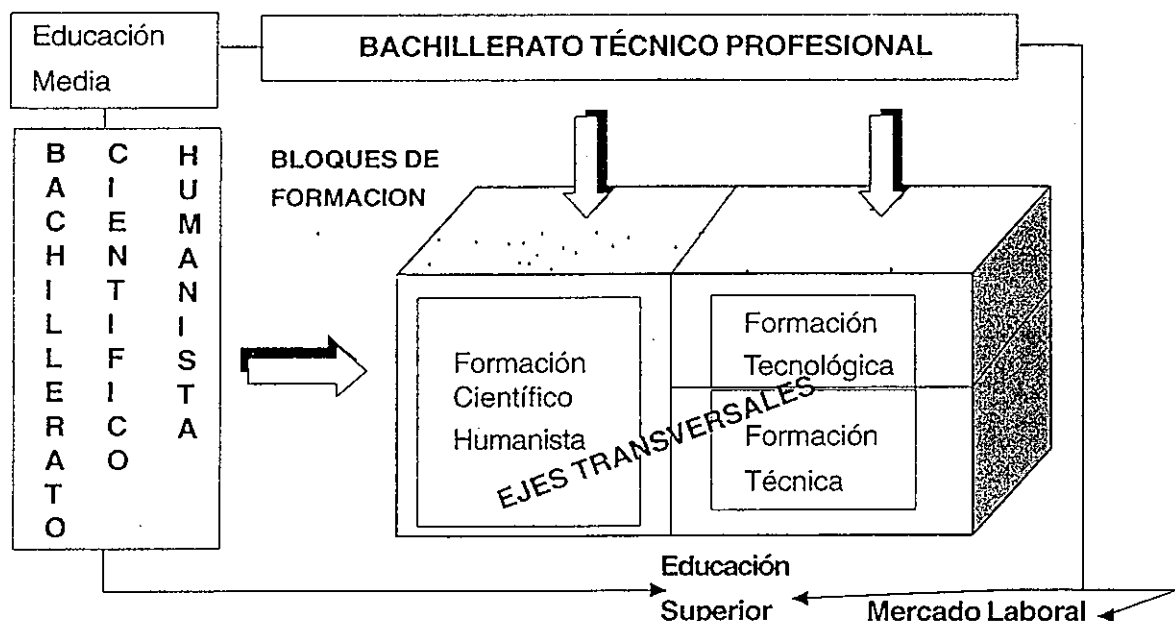 Educación
Media
BACHILLERATO TÉCNICO PROFESIONAL
BACHILLERATO
CIENTIFICO
HUMANISTA
BLOQUES DE
FORMACION
Formación
Científico
Humanista
Formación
Tecnológica
Formación
Técnica
EJES TRANSVERSALES
Educación
Superior
Mercado Laboral